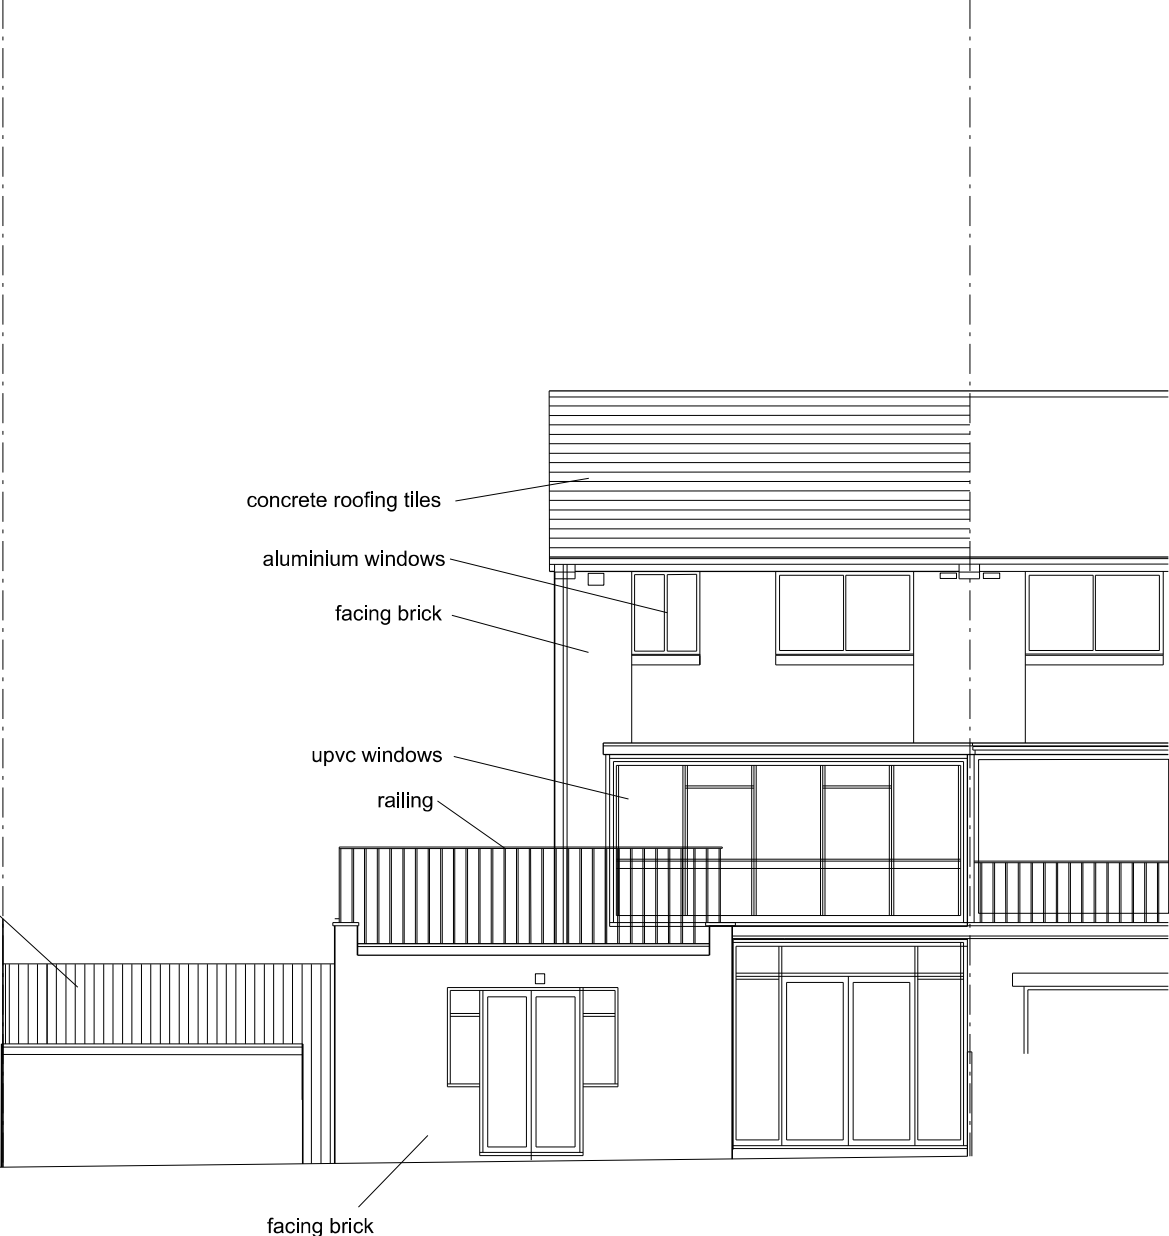 concrete roofing tiles
aluminium windows
facing brick
upvc windows
railing
facing brick